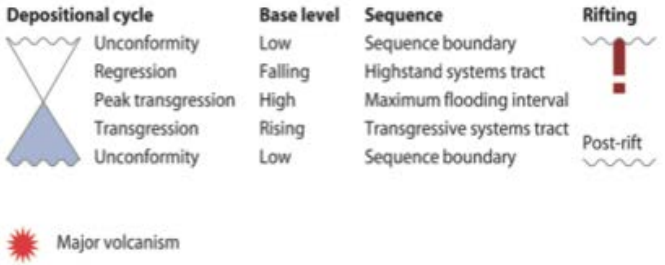 Depositional cycle Base level Sequence Rifting
Unconformity Low Sequence boundary
Regression Falling Highstand systems tract
Peak transgression High Maximum flooding interval
Transgression Rising Transgressive systems tract
Post-rift
Unconformity Low Sequence boundary
Major volcanism